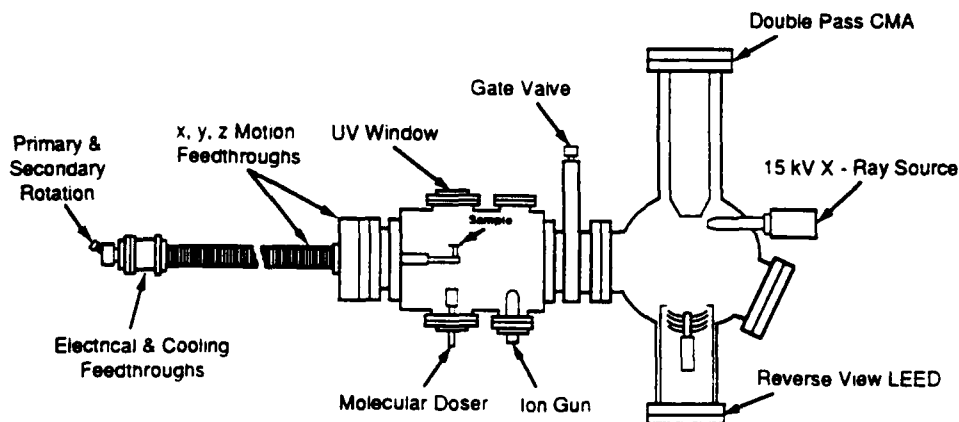 Double Pass CMA
Gate Valve
x, y, z Motion
Feedthroughs
UV Window
Primary &
Secondary
Rotation
15 kV X - Ray Source
Sample
Electrical & Cooling
Feedthroughs
Molecular Doser
Ion Gun
Reverse View LEED